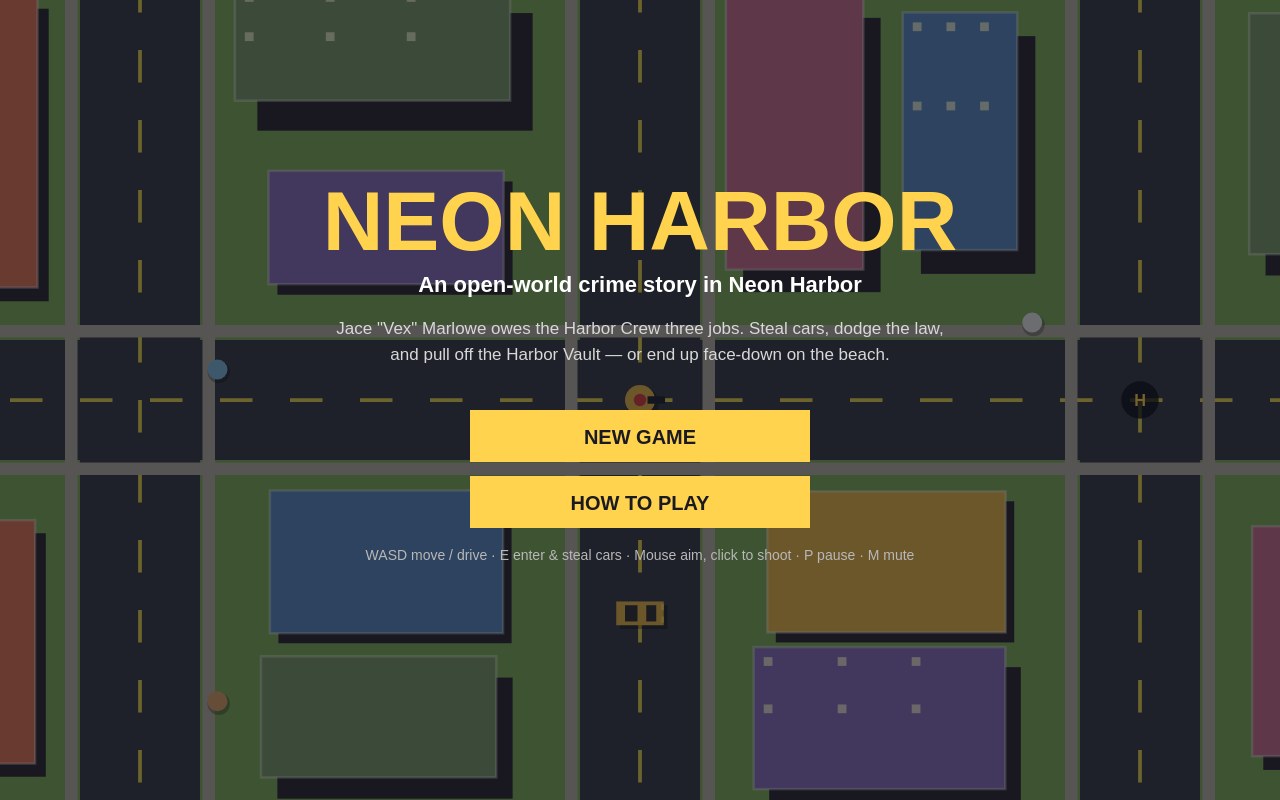 NEON HARBOR
An open-world crime story in Neon Harbor
Jace "Vex" Marlowe owes the Harbor Crew three jobs. Steal cars, dodge the law,
and pull off the Harbor Vault — or end up face-down on the beach.
H
NEW GAME
HOW TO PLAY
WASD move / drive · E enter & steal cars · Mouse aim, click to shoot · P pause · M mute